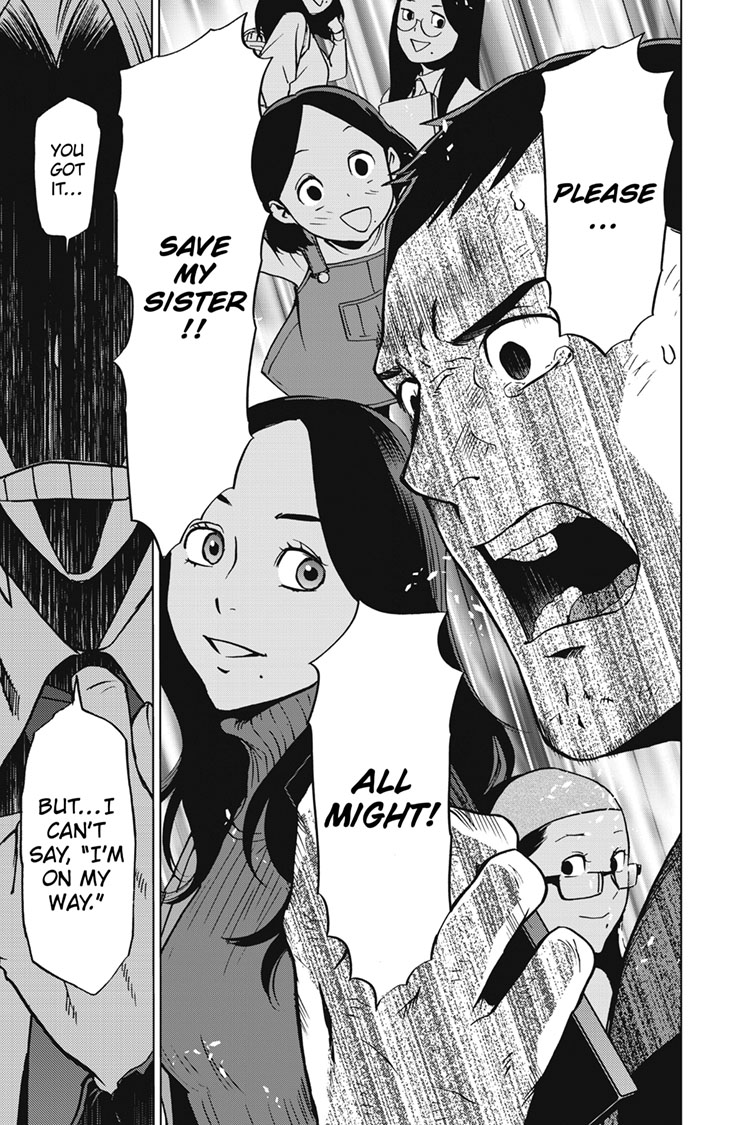 PLEASE
...
SAVE
MY
SISTER
!!
ALL
MIGHT!
YOU
GOT
IT...
BUT...I
CAN'T
SAY, "I'M
ON MY
WAY."